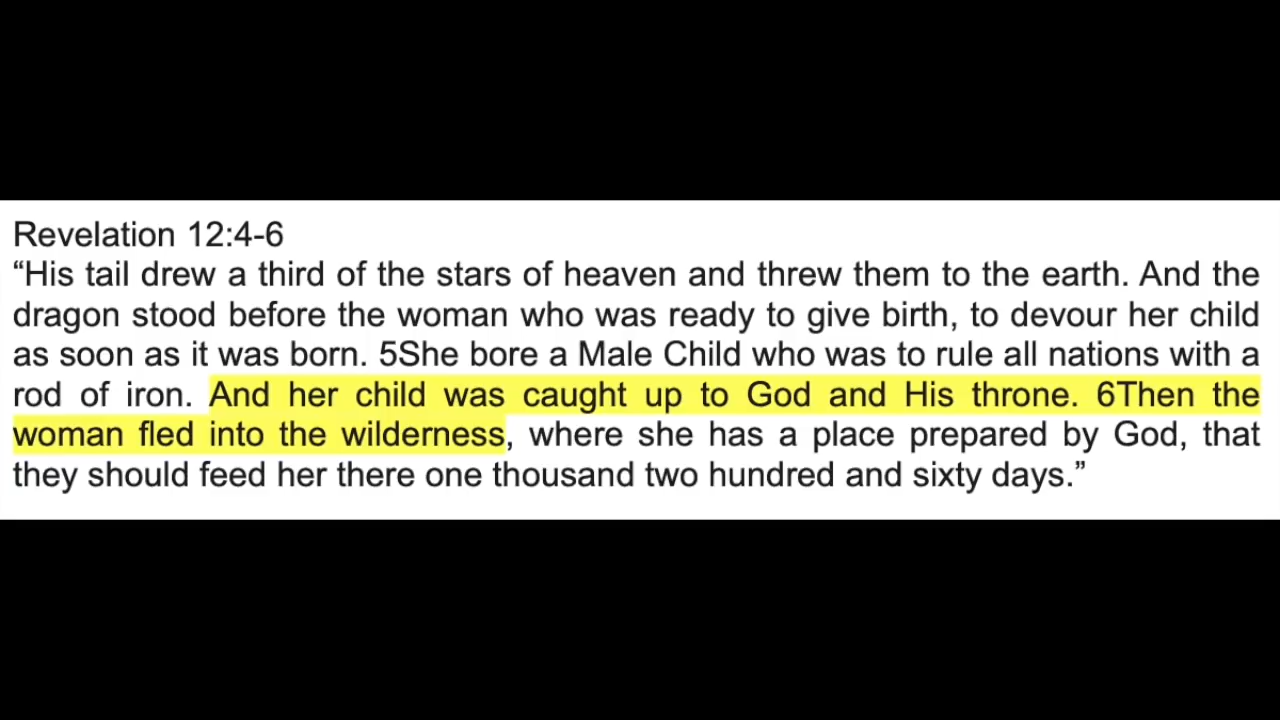 Revelation 12:4-6
“His tail drew a third of the stars of heaven and threw them to the earth. And the
dragon stood before the woman who was ready to give birth, to devour her child
as soon as it was born. 5She bore a Male Child who was to rule all nations with a
rod of iron. And her child was caught up to God and His throne. 6Then the
woman fled into the wilderness, where she has a place prepared by God, that
they should feed her there one thousand two hundred and sixty days.”